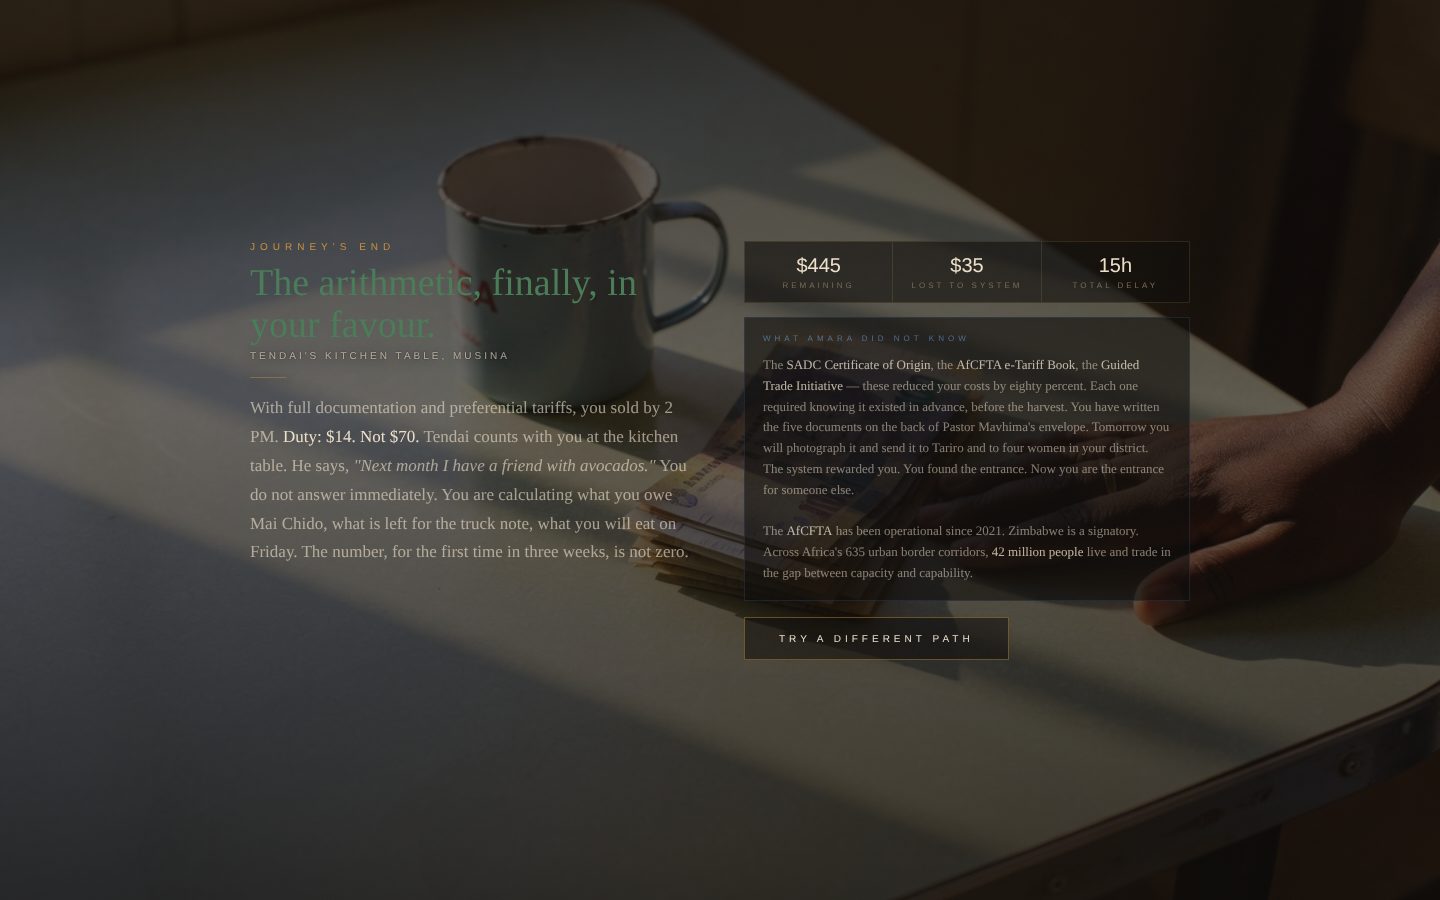 JOURNEY'S END
The arithmetic, finally, in
your favour.
TENDAI'S KITCHEN TABLE, MUSINA
With full documentation and preferential tariffs, you sold by 2
PM. Duty: $14. Not $70. Tendai counts with you at the kitchen
table. He says, "Next month I have a friend with avocados." You
do not answer immediately. You are calculating what you owe
Mai Chido, what is left for the truck note, what you will eat on
Friday. The number, for the first time in three weeks, is not zero.
$445
REMAINING
$35
LOST TO SYSTEM
15h
TOTAL DELAY
WHAT AMARA DID NOT KNOW
The SADC Certificate of Origin, the AfCFTA e-Tariff Book, the Guided
Trade Initiative — these reduced your costs by eighty percent. Each one
required knowing it existed in advance, before the harvest. You have written
the five documents on the back of Pastor Mavhima's envelope. Tomorrow you
will photograph it and send it to Tariro and to four women in your district.
The system rewarded you. You found the entrance. Now you are the entrance
for someone else.
The AfCFTA has been operational since 2021. Zimbabwe is a signatory.
Across Africa's 635 urban border corridors, 42 million people live and trade in
the gap between capacity and capability.
TRY A DIFFERENT PATH